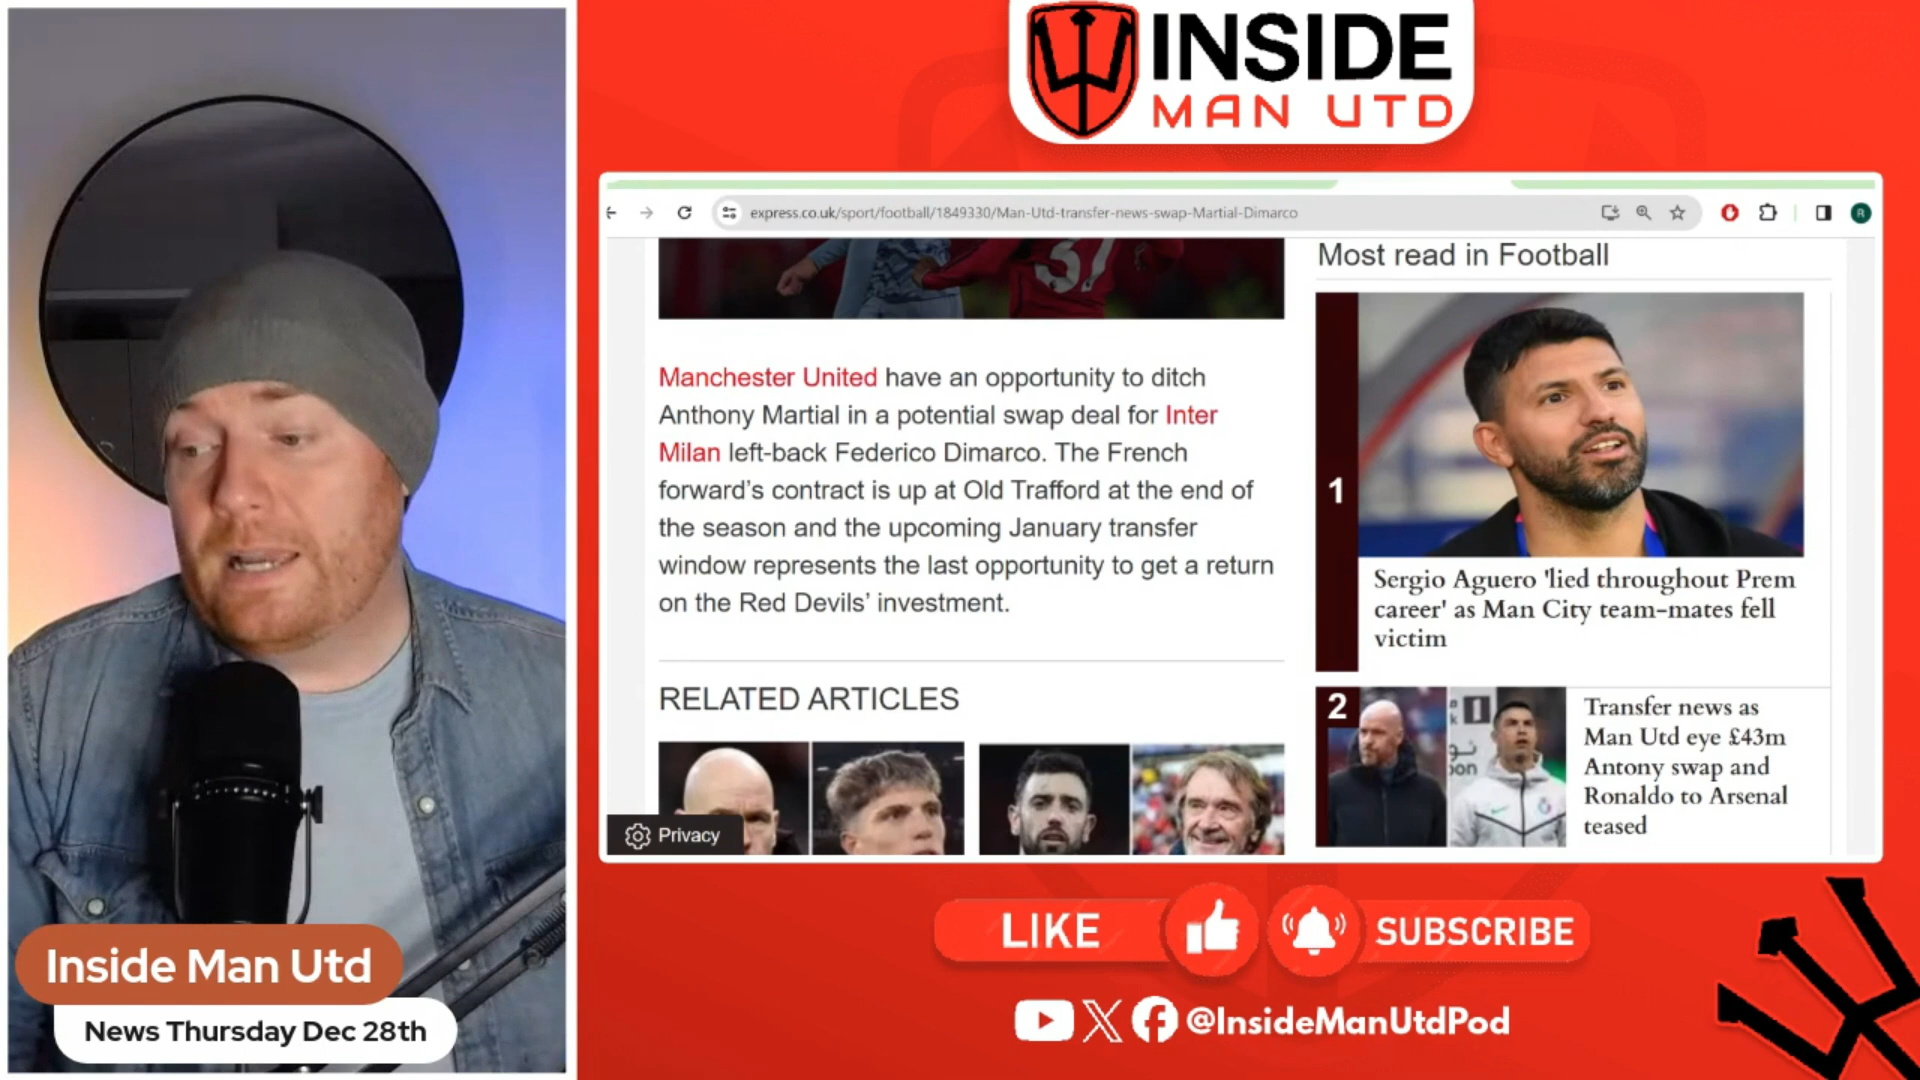 INSIDE
MAN UTD
express.co.uk/sport/football/1849330/Man-Utd-transfer-news-swap-Martial-Dimarco
R
37
Manchester United have an opportunity to ditch
Anthony Martial in a potential swap deal for Inter
Milan left-back Federico Dimarco. The French
forward’s contract is up at Old Trafford at the end of
the season and the upcoming January transfer
window represents the last opportunity to get a return
on the Red Devils’ investment.
RELATED ARTICLES
Privacy
Most read in Football
1
Sergio Aguero 'lied throughout Prem
career' as Man City team-mates fell
victim
2
Transfer news as
Man Utd eye £43m
Antony swap and
Ronaldo to Arsenal
teased
Inside Man Utd
News Thursday Dec 28th
LIKE
SUBSCRIBE
@InsideManUtdPod